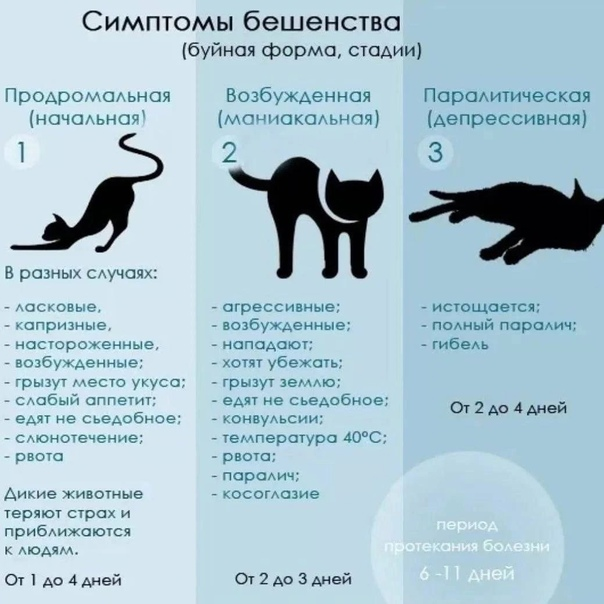 Симптомы бешенства
(буйная форма, стадии)
Продромальная
(начальная)
1
В разных случаях:
- ласковые,
- капризные,
- настороженные,
- возбужденные;
- грызут место укуса;
- слабый аппетит;
- едят не сьедобное;
- слюнотечение;
- рвота
Дикие животные
теряют страх и
приближаются
к людям.
От 1 до 4 дней
Возбужденная
(маниакальная)
2
- агрессивные;
- возбужденные;
- нападают;
- хотят убежать;
- грызут землю;
- едят не сьедобное;
- конвульсии;
- температура 40°С;
- рвота;
- паралич;
- косоглазие
От 2 до 3 дней
Паралитическая
(депрессивная)
3
- истощается;
- полный паралич;
- гибель
От 2 до 4 дней
период
протекания болезни
6 -11 дней